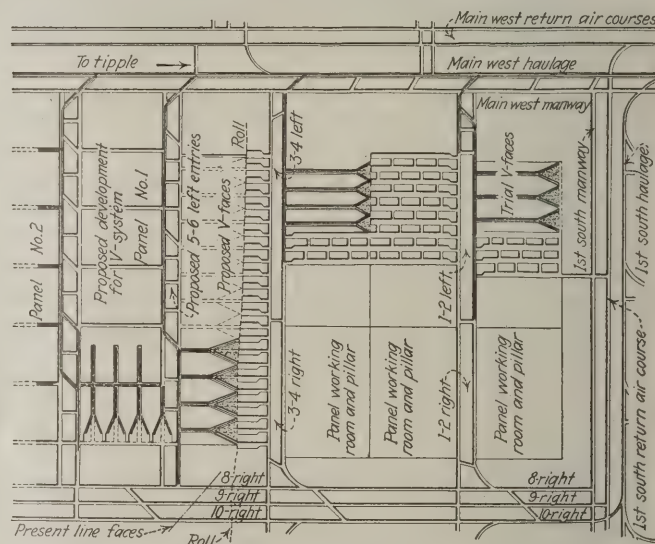 Main west return air courses
To tipple
Main west haulage
Main west manway
Roll
3-4 left
Trial V-faces
1st south manway
1st south haulage
Panel No.2
Proposed development
for V-system
Panel No.1
Proposed 5-6 left entries
Proposed V-faces
1-2 left
3-4 right
Panel working
room and pillar
Panel working
room and pillar
1-2 right
Panel working
room and pillar
1st south return air course
8-right
9-right
10-right
8-right
9-right
10-right
Present line faces
Roll